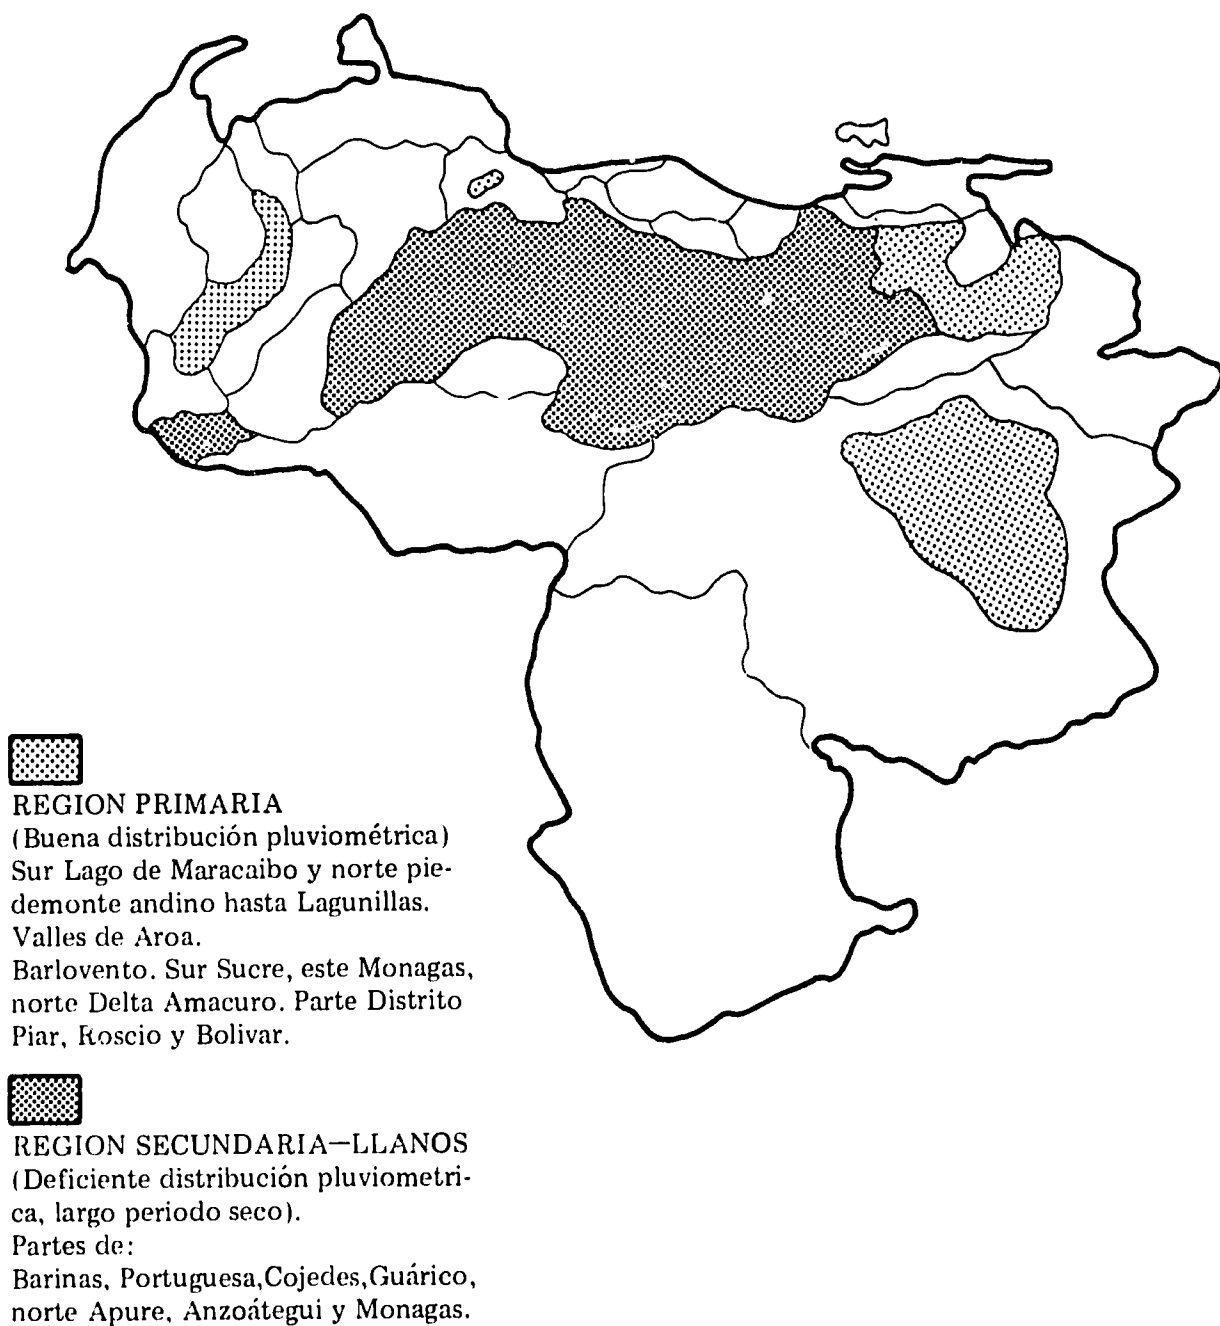 REGION PRIMARIA
(Buena distribución pluviométrica)
Sur Lago de Maracaibo y norte pie-
demonte andino hasta Lagunillas.
Valles de Aroa.
Barlovento. Sur Sucre, este Monagas,
norte Delta Amacuro. Parte Distrito
Piar, Roscio y Bolivar.
REGION SECUNDARIA—LLANOS
(Deficiente distribución pluviometri-
ca, largo periodo seco).
Partes de:
Barinas, Portuguesa,Cojedes,Guárico,
norte Apure, Anzoátegui y Monagas.